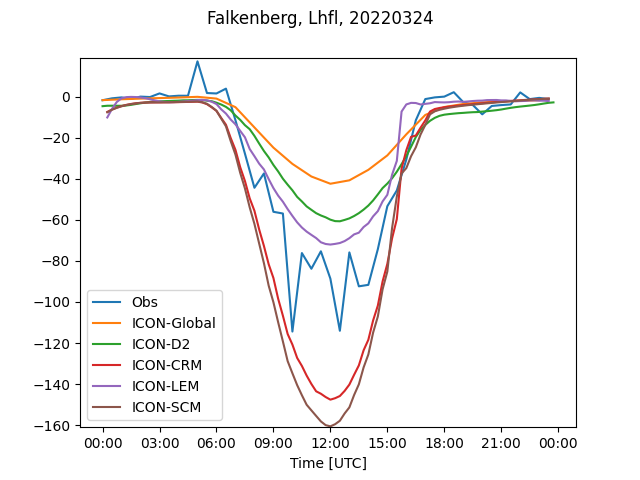 Falkenberg, Lhfl, 20220324
0
−20
−40
−60
−80
−100
−120
−140
−160
Obs
ICON-Global
ICON-D2
ICON-CRM
ICON-LEM
ICON-SCM
00:00 03:00 06:00 09:00 12:00 15:00 18:00 21:00 00:00
Time [UTC]